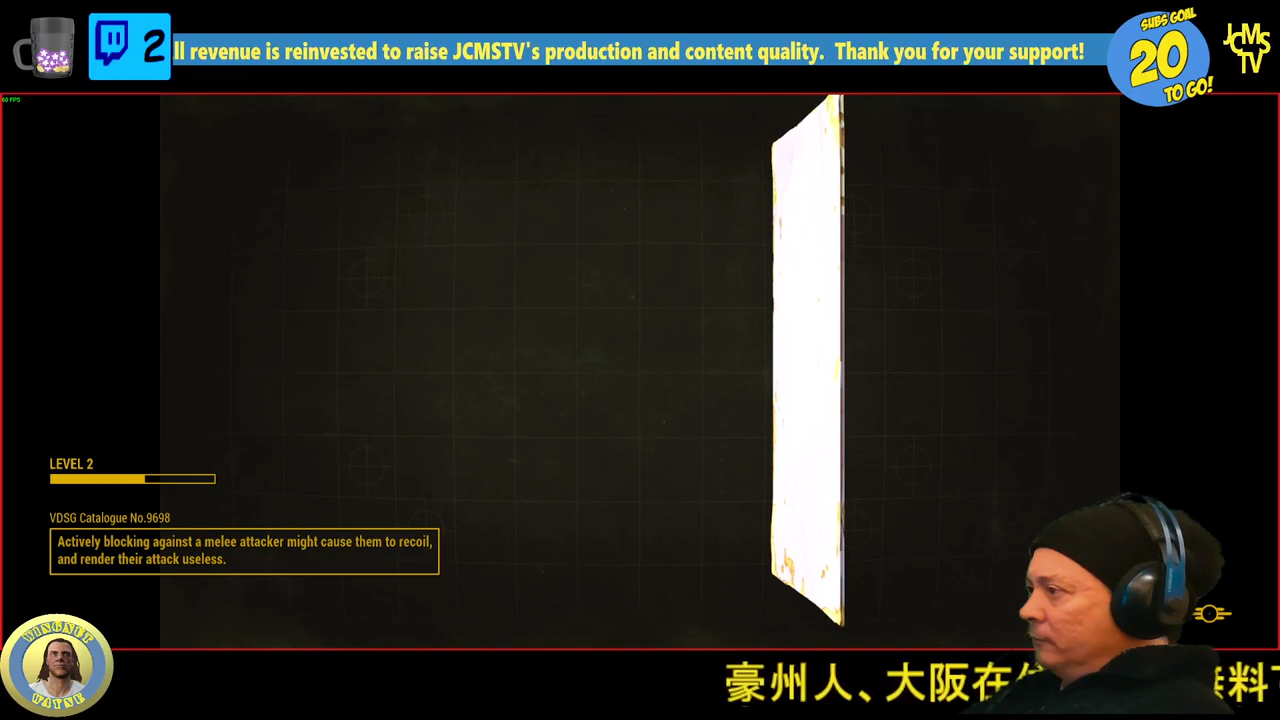 2
ll revenue is reinvested to raise JCMSTV's production and content quality.  Thank you for your support!
SUBS GOAL
20
TO GO!
JCMS
TV
60 FPS
LEVEL 2
VDSG Catalogue No.9698
Actively blocking against a melee attacker might cause them to recoil,
and render their attack useless.
WINGNUT
WAYNE
豪州人、大阪在 料